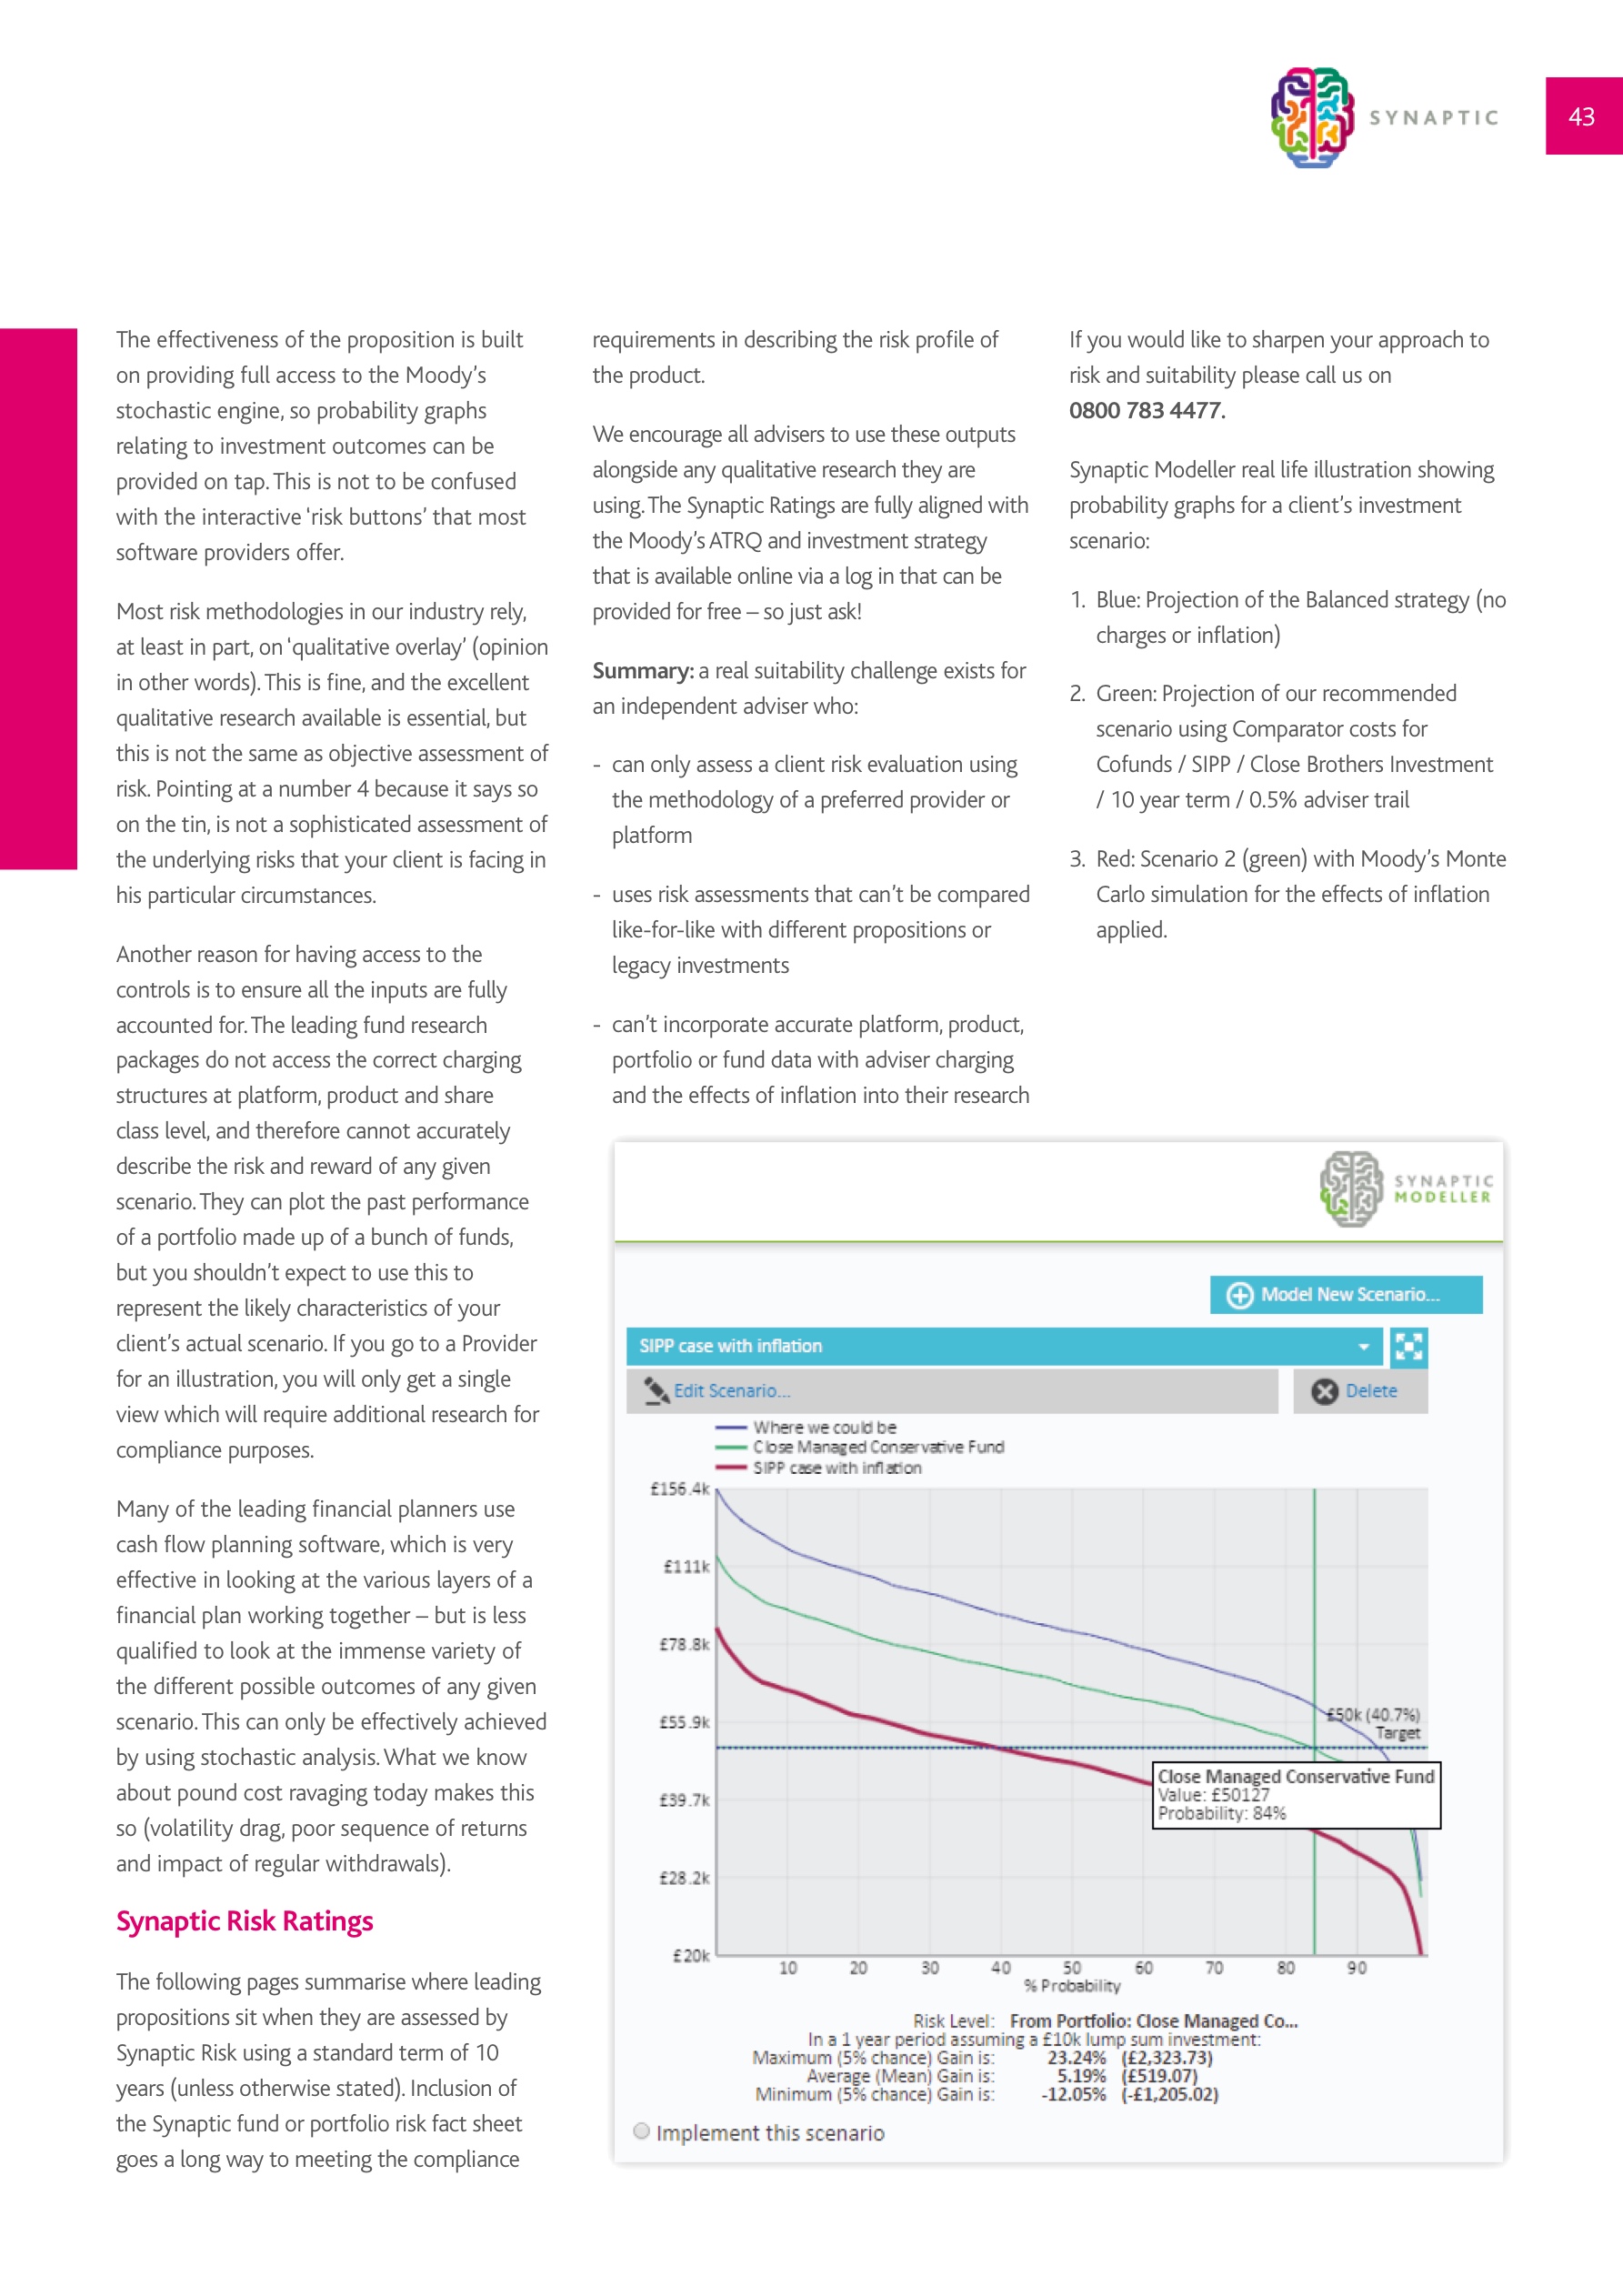 SYNAPTIC
43
The effectiveness of the proposition is built
on providing full access to the Moody's
stochastic engine, so probability graphs
relating to investment outcomes can be
provided on tap. This is not to be confused
with the interactive 'risk buttons' that most
software providers offer.
Most risk methodologies in our industry rely,
at least in part, on 'qualitative overlay' (opinion
in other words). This is fine, and the excellent
qualitative research available is essential, but
this is not the same as objective assessment of
risk. Pointing at a number 4 because it says so
on the tin, is not a sophisticated assessment of
the underlying risks that your client is facing in
his particular circumstances.
Another reason for having access to the
controls is to ensure all the inputs are fully
accounted for. The leading fund research
packages do not access the correct charging
structures at platform, product and share
class level, and therefore cannot accurately
describe the risk and reward of any given
scenario. They can plot the past performance
of a portfolio made up of a bunch of funds,
but you shouldn't expect to use this to
represent the likely characteristics of your
client's actual scenario. If you go to a Provider
for an illustration, you will only get a single
view which will require additional research for
compliance purposes.
Many of the leading financial planners use
cash flow planning software, which is very
effective in looking at the various layers of a
financial plan working together – but is less
qualified to look at the immense variety of
the different possible outcomes of any given
scenario. This can only be effectively achieved
by using stochastic analysis. What we know
about pound cost ravaging today makes this
so (volatility drag, poor sequence of returns
and impact of regular withdrawals).
Synaptic Risk Ratings
The following pages summarise where leading
propositions sit when they are assessed by
Synaptic Risk using a standard term of 10
years (unless otherwise stated). Inclusion of
the Synaptic fund or portfolio risk fact sheet
goes a long way to meeting the compliance
requirements in describing the risk profile of
the product.
We encourage all advisers to use these outputs
alongside any qualitative research they are
using. The Synaptic Ratings are fully aligned with
the Moody's ATRQ and investment strategy
that is available online via a log in that can be
provided for free – so just ask!
Summary: a real suitability challenge exists for
an independent adviser who:
- can only assess a client risk evaluation using
the methodology of a preferred provider or
platform
- uses risk assessments that can't be compared
like-for-like with different propositions or
legacy investments
- can't incorporate accurate platform, product,
portfolio or fund data with adviser charging
and the effects of inflation into their research
If you would like to sharpen your approach to
risk and suitability please call us on
0800 783 4477.
Synaptic Modeller real life illustration showing
probability graphs for a client's investment
scenario:
1. Blue: Projection of the Balanced strategy (no
charges or inflation)
2. Green: Projection of our recommended
scenario using Comparator costs for
Cofunds / SIPP / Close Brothers Investment
/ 10 year term / 0.5% adviser trail
3. Red: Scenario 2 (green) with Moody's Monte
Carlo simulation for the effects of inflation
applied.
SYNAPTIC
MODELLER
Model New Scenario...
SIPP case with inflation
Edit Scenario...
Delete
Where we could be
Close Managed Conservative Fund
SIPP case with inflation
£156.4k
£111k
£78.8k
£55.9k
£39.7k
£28.2k
£20k
£50k (40.7%)
Target
Close Managed Conservative Fund
Value: £50127
Probability: 84%
10 20 30 40 50 60 70 80 90
% Probability
Risk Level: From Portfolio: Close Managed Co...
In a 1 year period assuming a £10k lump sum investment:
Maximum (5% chance) Gain is: 23.24% (£2,323.73)
Average (Mean) Gain is: 5.19% (£519.07)
Minimum (5% chance) Gain is: -12.05% (-£1,205.02)
Implement this scenario